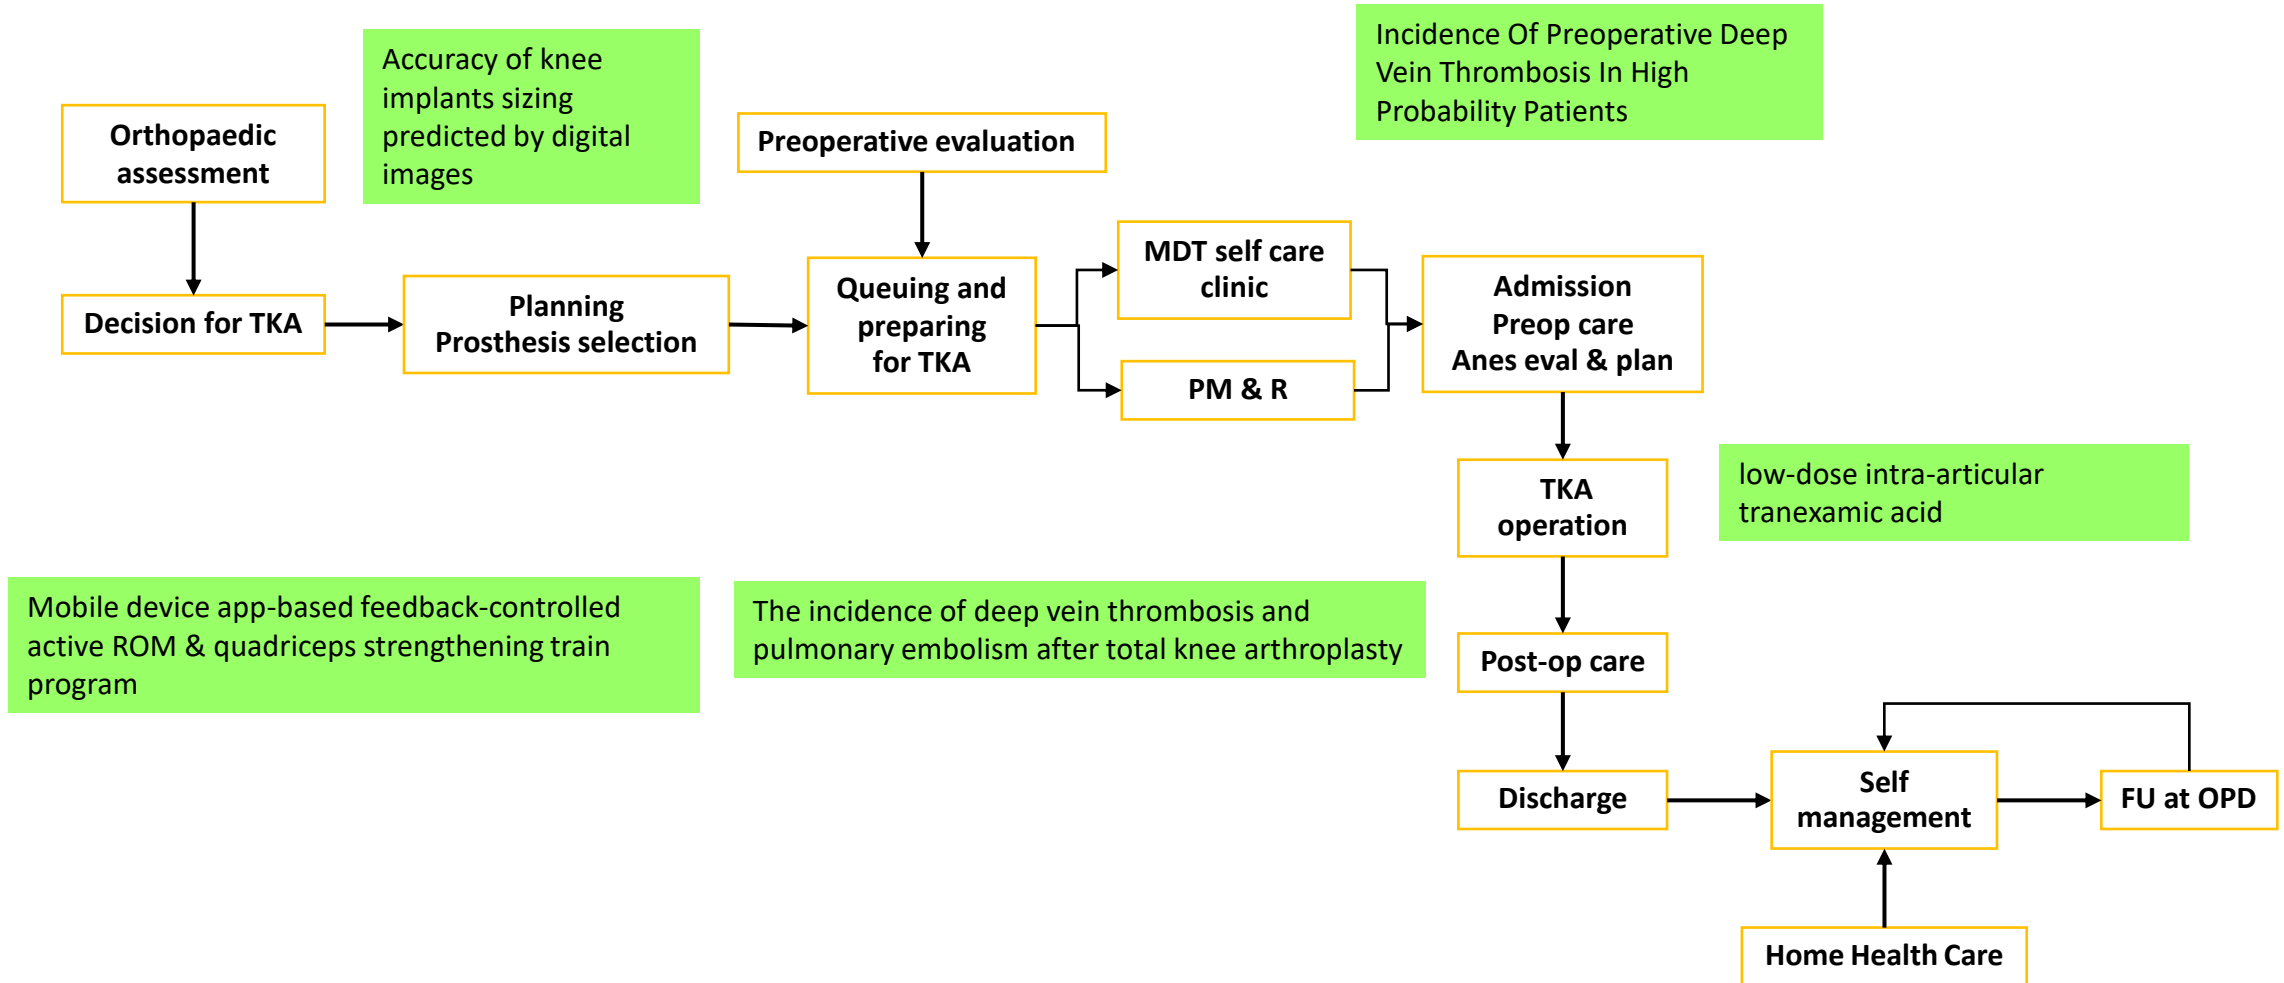 Orthopaedic
assessment
Accuracy of knee
implants sizing
predicted by digital
images
Preoperative evaluation
Incidence Of Preoperative Deep
Vein Thrombosis In High
Probability Patients
Decision for TKA
Planning
Prosthesis selection
Queuing and
preparing
for TKA
MDT self care
clinic
PM & R
Admission
Preop care
Anes eval & plan
TKA
operation
low-dose intra-articular
tranexamic acid
Mobile device app-based feedback-controlled
active ROM & quadriceps strengthening train
program
The incidence of deep vein thrombosis and
pulmonary embolism after total knee arthroplasty
Post-op care
Discharge
Self
management
FU at OPD
Home Health Care